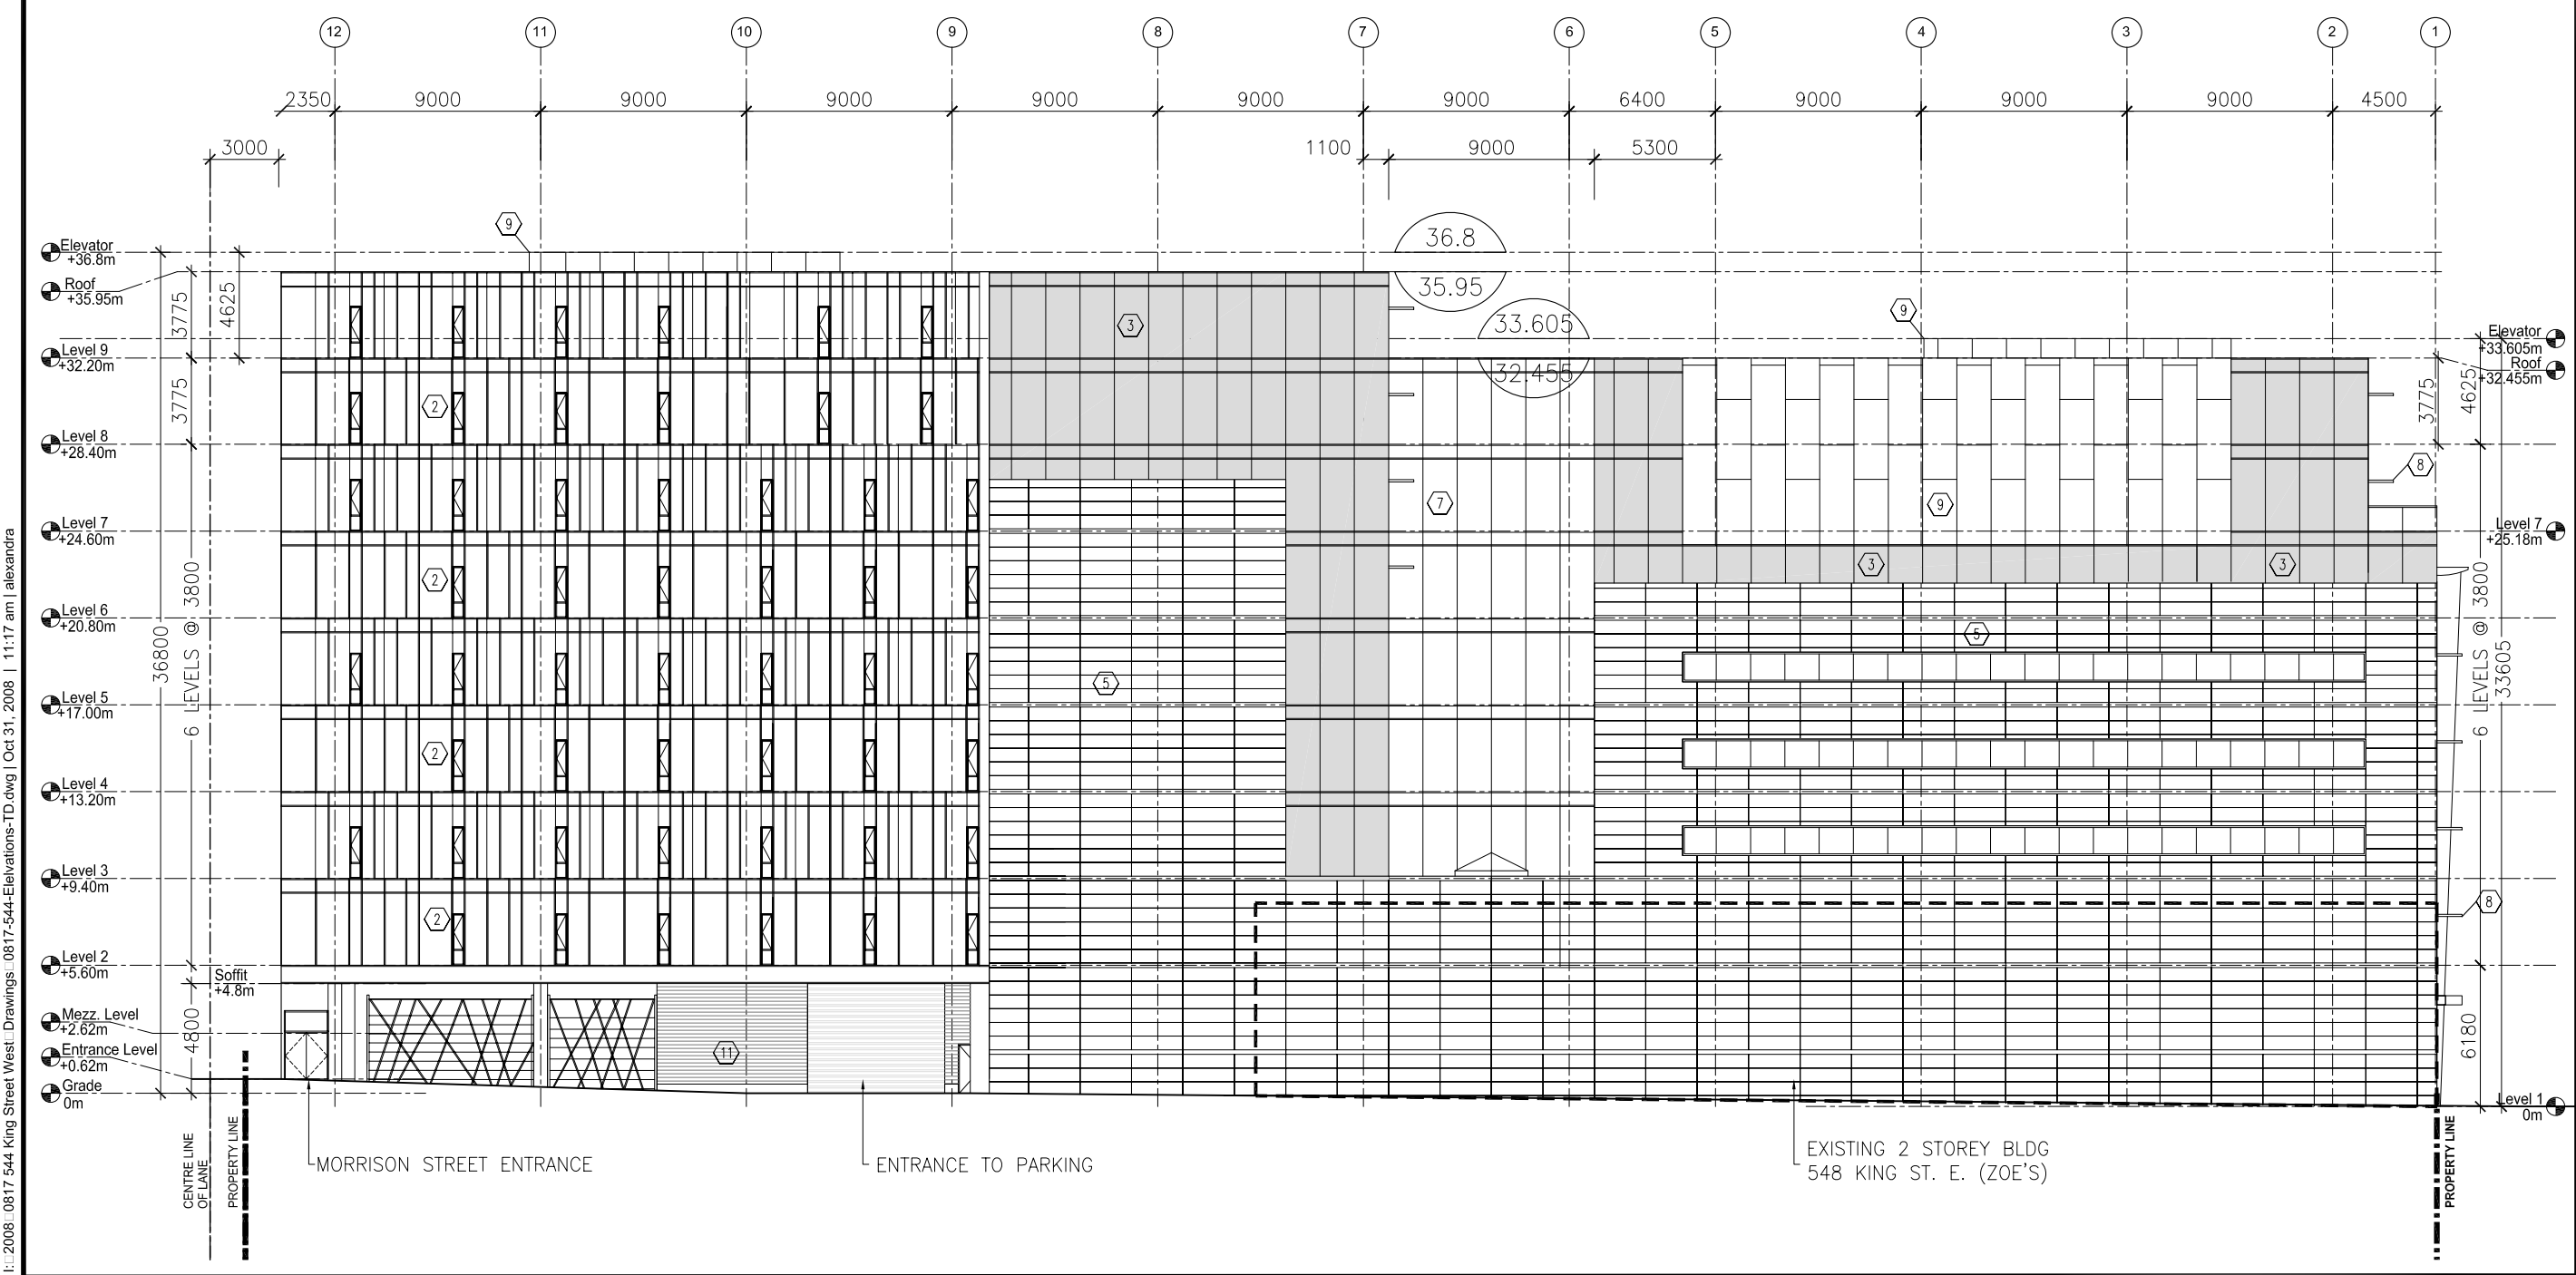 12 11 10 9 8 7 6 5 4 3 2 1
2350 9000 9000 9000 9000 9000 9000 6400 9000 9000 9000 4500
3000 1100 9000 5300
9
36.8
35.95
33.605
32.455
Elevator
+36.8m
Roof
+35.95m
Level 9
+32.20m
Level 8
+28.40m
Level 7
+24.60m
Level 6
+20.80m
Level 5
+17.00m
Level 4
+13.20m
Level 3
+9.40m
Level 2
+5.60m
Soffit
+4.8m
Mezz. Level
+2.62m
Entrance Level
+0.62m
Grade
0m
3775
4625
3775
36800
6 LEVELS @ 3800
4800
2
2
2
2
3
5
7
11
9
9
3
3
5
8
8
Elevator
+33.605m
Roof
+32.455m
Level 7
+25.18m
Level 1
0m
3775
4625
6 LEVELS @ 3800
33605
6180
CENTRE LINE
OF LANE
PROPERTY LINE
MORRISON STREET ENTRANCE
ENTRANCE TO PARKING
EXISTING 2 STOREY BLDG
548 KING ST. E. (ZOE'S)
PROPERTY LINE
I:□2008□0817 544 King Street West□Drawings□0817-544-Elelvations-TD.dwg | Oct 31, 2008 | 11:17 am | alexandra